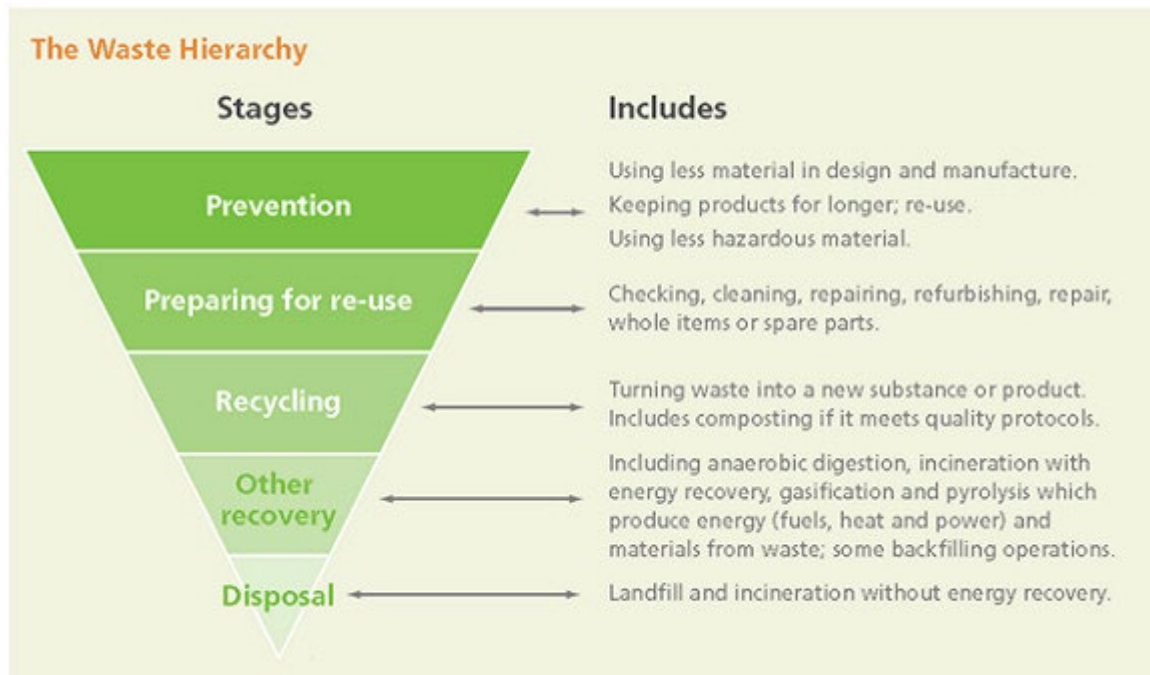 The Waste Hierarchy
Stages
Includes
Prevention
Using less material in design and manufacture.
Keeping products for longer; re-use.
Using less hazardous material.
Preparing for re-use
Checking, cleaning, repairing, refurbishing, repair,
whole items or spare parts.
Recycling
Turning waste into a new substance or product.
Includes composting if it meets quality protocols.
Other
recovery
Including anaerobic digestion, incineration with
energy recovery, gasification and pyrolysis which
produce energy (fuels, heat and power) and
materials from waste; some backfilling operations.
Disposal
Landfill and incineration without energy recovery.